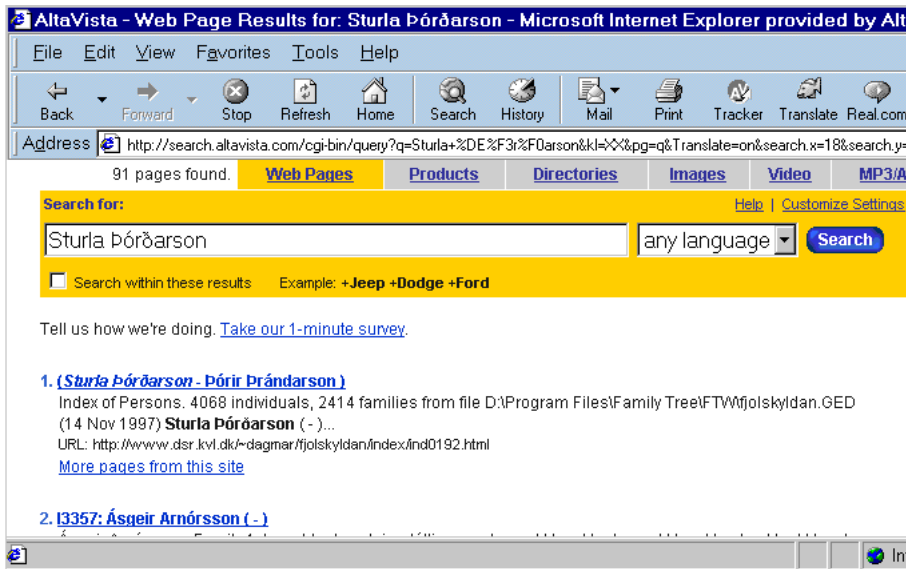 AltaVista - Web Page Results for: Sturla Þórðarson - Microsoft Internet Explorer provided by Alt
File Edit View Favorites Tools Help
Back Forward Stop Refresh Home Search History Mail Print Tracker Translate Real.com
Address http://search.altavista.com/cgi-bin/query?q=Sturla+%DE%F3r%F0arson&kl=XX&pg=q&Translate=on&search.x=18&search.y=
91 pages found. Web Pages Products Directories Images Video MP3/A
Search for: Help | Customize Settings
Sturla Þórðarson any language Search
Search within these results Example: +Jeep +Dodge +Ford
Tell us how we're doing. Take our 1-minute survey.
1. (Sturla Þórðarson - Þórir Þrándarson )
Index of Persons. 4068 individuals, 2414 families from file D:\Program Files\Family Tree\FTW\fjolskyldan.GED
(14 Nov 1997) Sturla Þórðarson ( - )...
URL: http://www.dsr.kvl.dk/~dagmar/fjolskyldan/index/ind0192.html
More pages from this site
2. I3357: Ásgeir Arnórsson ( - )
In